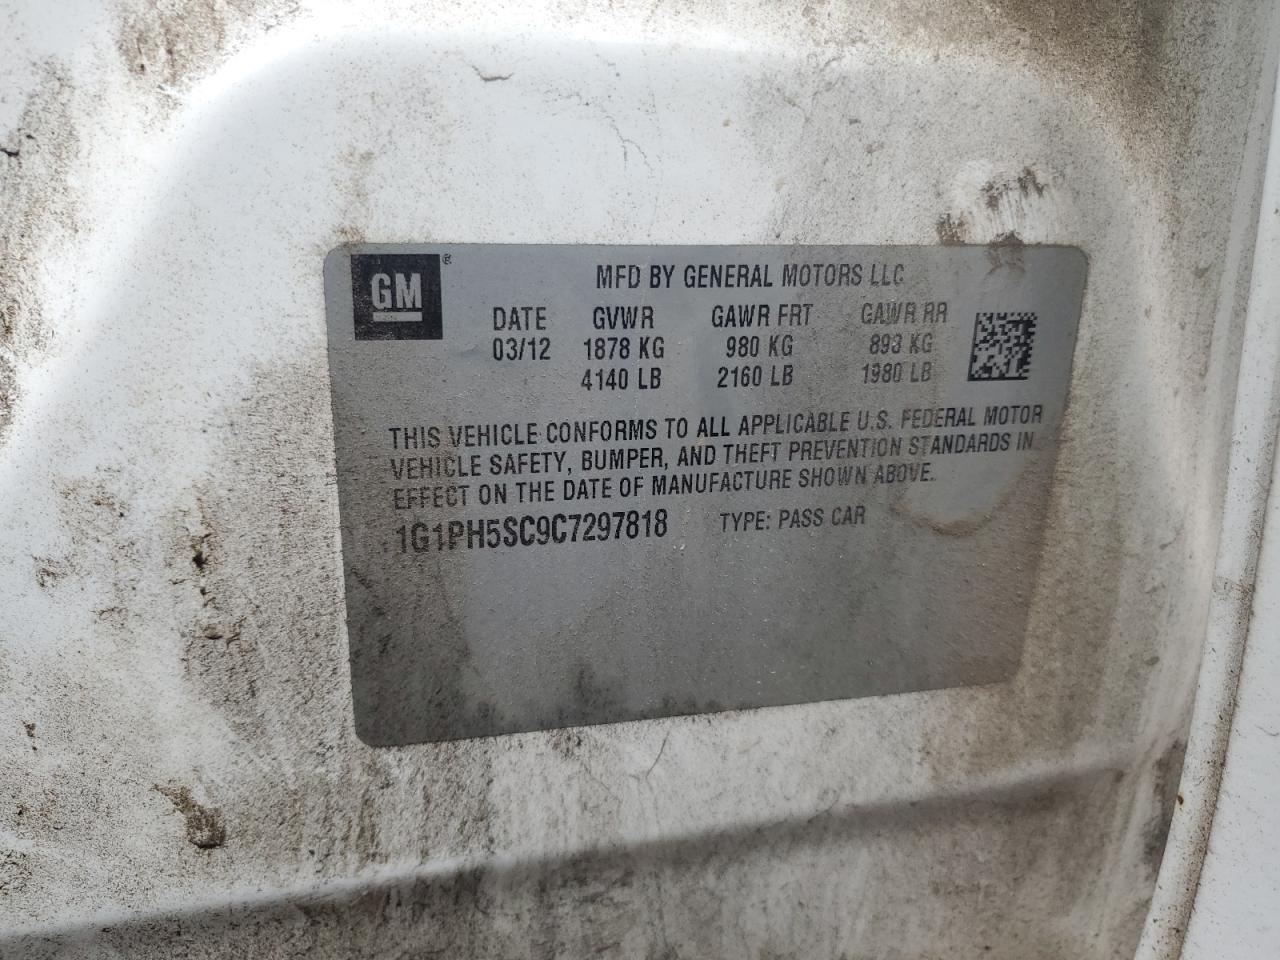 GM ®
MFD BY GENERAL MOTORS LLC
DATE GVWR GAWR FRT GAWR RR
03/12 1878 KG 980 KG 893 KG
4140 LB 2160 LB 1980 LB
THIS VEHICLE CONFORMS TO ALL APPLICABLE U.S. FEDERAL MOTOR
VEHICLE SAFETY, BUMPER, AND THEFT PREVENTION STANDARDS IN
EFFECT ON THE DATE OF MANUFACTURE SHOWN ABOVE.
1G1PH5SC9C7297818 TYPE: PASS CAR